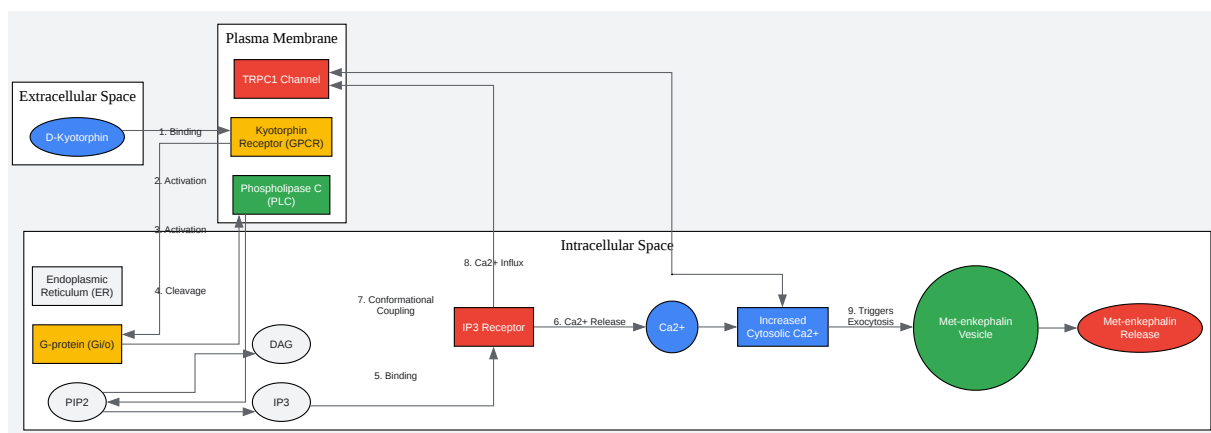 Plasma Membrane
TRPC1 Channel
Extracellular Space
D-Kyotorphin
1. Binding
Kyotorphin
Receptor (GPCR)
2. Activation
Phospholipase C
(PLC)
3. Activation
Intracellular Space
Endoplasmic
Reticulum (ER)
4. Cleavage
8. Ca2+ Influx
7. Conformational
Coupling
G-protein (Gi/o)
DAG
IP3 Receptor
6. Ca2+ Release
Ca2+
Increased
Cytosolic Ca2+
9. Triggers
Exocytosis
Met-enkephalin
Vesicle
Met-enkephalin
Release
5. Binding
PIP2
IP3